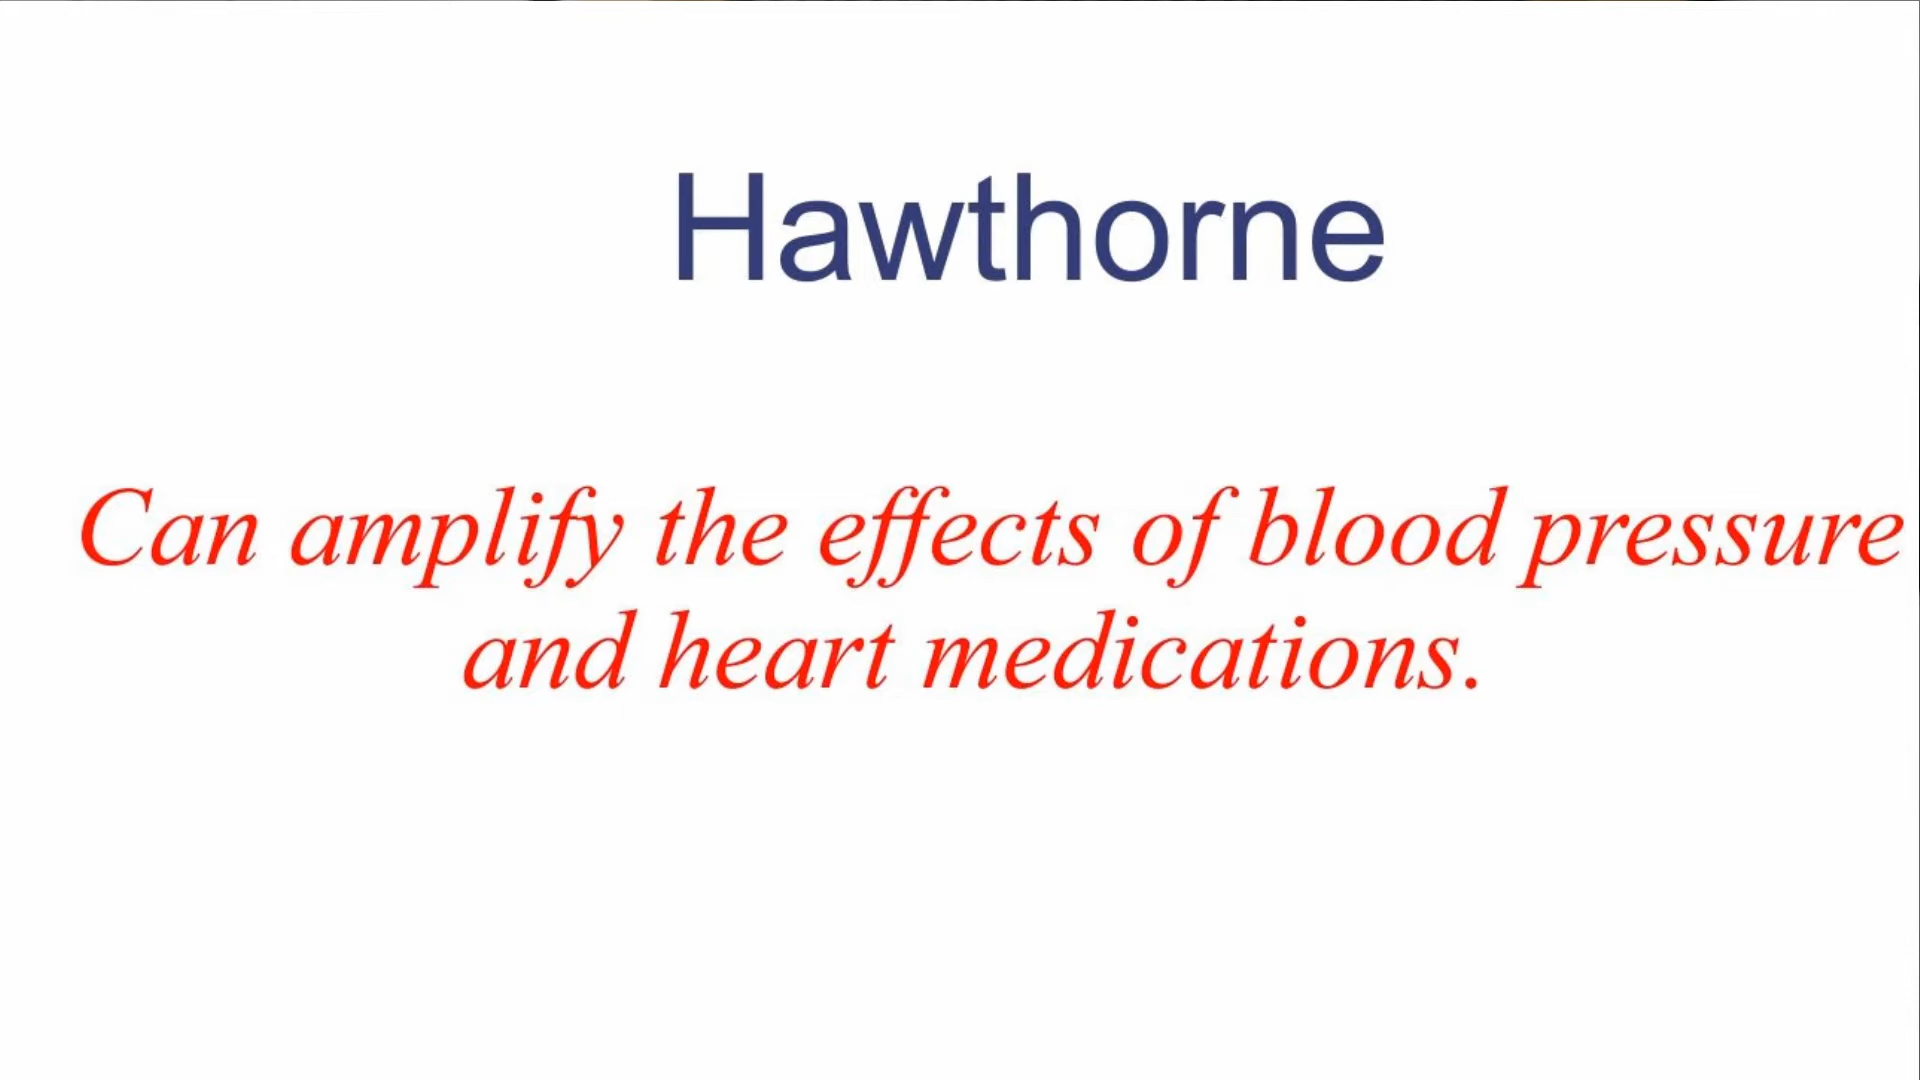 Hawthorne
Can amplify the effects of blood pressure
and heart medications.